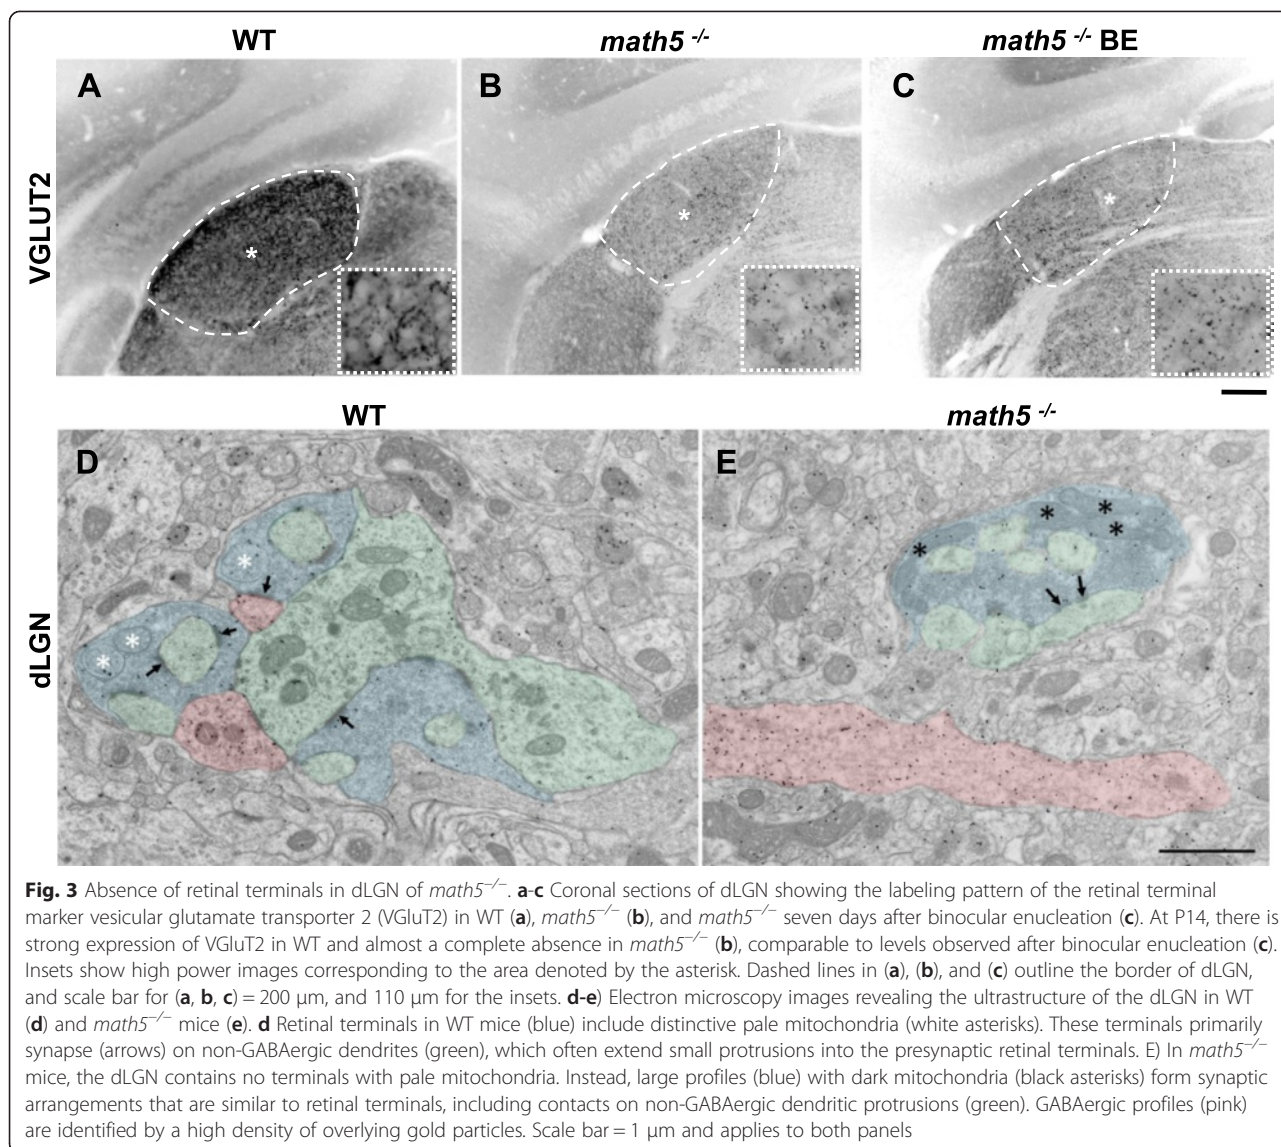 WT
math5 -/-
math5 -/- BE
A
B
C
VGLUT2
*
*
*
WT
math5 -/-
D
E
dLGN
*
*
*
*
*
*
*
Fig. 3 Absence of retinal terminals in dLGN of math5−/−. a-c Coronal sections of dLGN showing the labeling pattern of the retinal terminal
marker vesicular glutamate transporter 2 (VGluT2) in WT (a), math5−/− (b), and math5−/− seven days after binocular enucleation (c). At P14, there is
strong expression of VGluT2 in WT and almost a complete absence in math5−/− (b), comparable to levels observed after binocular enucleation (c).
Insets show high power images corresponding to the area denoted by the asterisk. Dashed lines in (a), (b), and (c) outline the border of dLGN,
and scale bar for (a, b, c) = 200 μm, and 110 μm for the insets. d-e) Electron microscopy images revealing the ultrastructure of the dLGN in WT
(d) and math5−/− mice (e). d Retinal terminals in WT mice (blue) include distinctive pale mitochondria (white asterisks). These terminals primarily
synapse (arrows) on non-GABAergic dendrites (green), which often extend small protrusions into the presynaptic retinal terminals. E) In math5−/−
mice, the dLGN contains no terminals with pale mitochondria. Instead, large profiles (blue) with dark mitochondria (black asterisks) form synaptic
arrangements that are similar to retinal terminals, including contacts on non-GABAergic dendritic protrusions (green). GABAergic profiles (pink)
are identified by a high density of overlying gold particles. Scale bar = 1 μm and applies to both panels